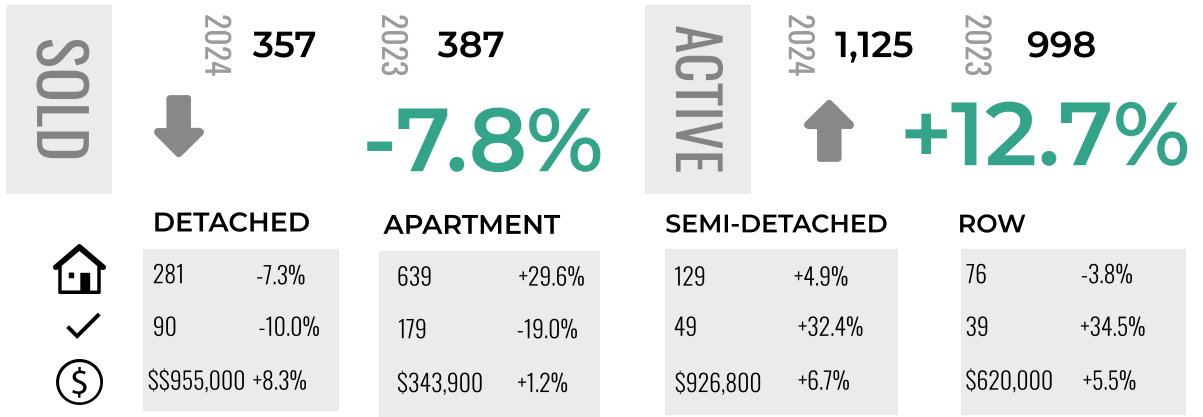 SOLD
2024 357 2023 387
-7.8%
ACTIVE
2024 1,125 2023 998
+12.7%
DETACHED APARTMENT SEMI-DETACHED ROW
281 -7.3% 639 +29.6% 129 +4.9% 76 -3.8%
90 -10.0% 179 -19.0% 49 +32.4% 39 +34.5%
$$955,000 +8.3% $343,900 +1.2% $926,800 +6.7% $620,000 +5.5%